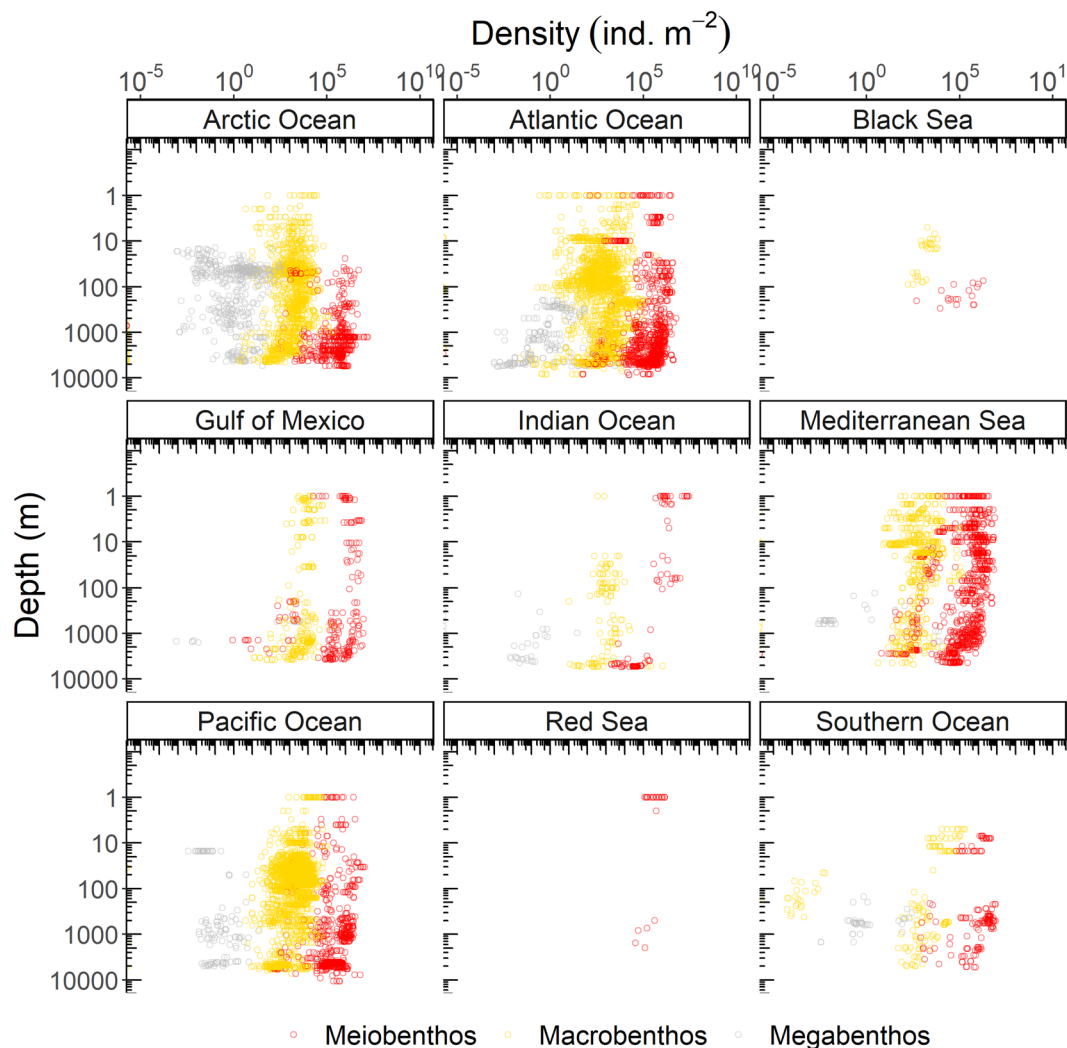 Density (ind. m⁻²)
10⁻⁵ 10⁰ 10⁵ 10¹⁰ 10⁻⁵ 10⁰ 10⁵ 10¹⁰ 10⁻⁵ 10⁰ 10⁵
Arctic Ocean Atlantic Ocean Black Sea
1
10
100
1000
10000
Gulf of Mexico Indian Ocean Mediterranean Sea
1
10
100
1000
10000
Depth (m)
Pacific Ocean Red Sea Southern Ocean
1
10
100
1000
10000
Meiobenthos Macrobenthos Megabenthos